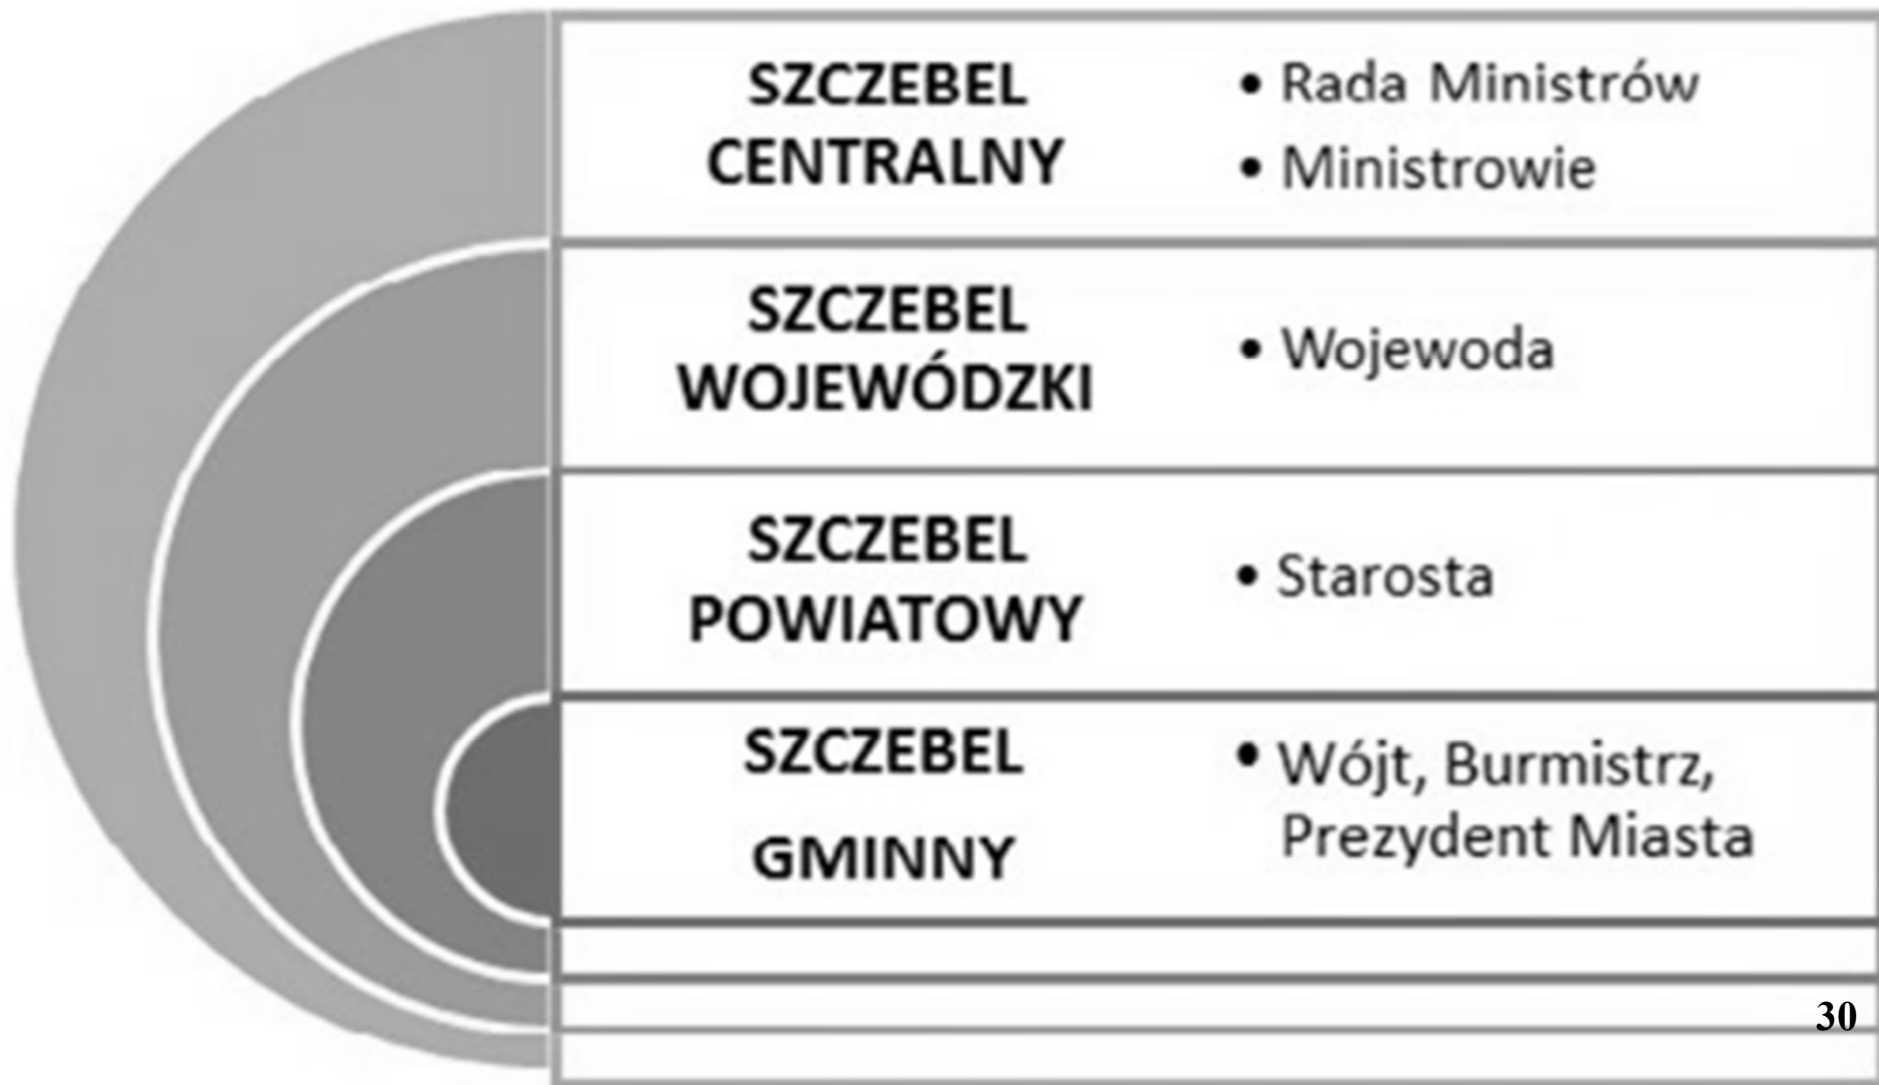 SZCZEBEL
CENTRALNY
• Rada Ministrów
• Ministrowie
SZCZEBEL
WOJEWÓDZKI
• Wojewoda
SZCZEBEL
POWIATOWY
• Starosta
SZCZEBEL
GMINNY
• Wójt, Burmistrz,
Prezydent Miasta
30